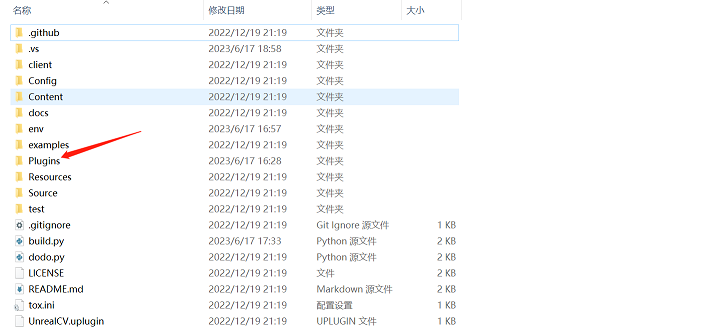 名称 修改日期 类型 大小
.github 2022/12/19 21:19 文件夹
.vs 2023/6/17 18:58 文件夹
client 2022/12/19 21:19 文件夹
Config 2022/12/19 21:19 文件夹
Content 2022/12/19 21:19 文件夹
docs 2022/12/19 21:19 文件夹
env 2023/6/17 16:57 文件夹
examples 2022/12/19 21:19 文件夹
Plugins 2023/6/17 16:28 文件夹
Resources 2022/12/19 21:19 文件夹
Source 2022/12/19 21:19 文件夹
test 2022/12/19 21:19 文件夹
.gitignore 2022/12/19 21:19 Git Ignore 源文件 1 KB
build.py 2023/6/17 17:33 Python 源文件 2 KB
dodo.py 2022/12/19 21:19 Python 源文件 2 KB
LICENSE 2022/12/19 21:19 文件 2 KB
README.md 2022/12/19 21:19 Markdown 源文件 2 KB
tox.ini 2022/12/19 21:19 配置设置 1 KB
UnrealCV.uplugin 2022/12/19 21:19 UPLUGIN 文件 1 KB